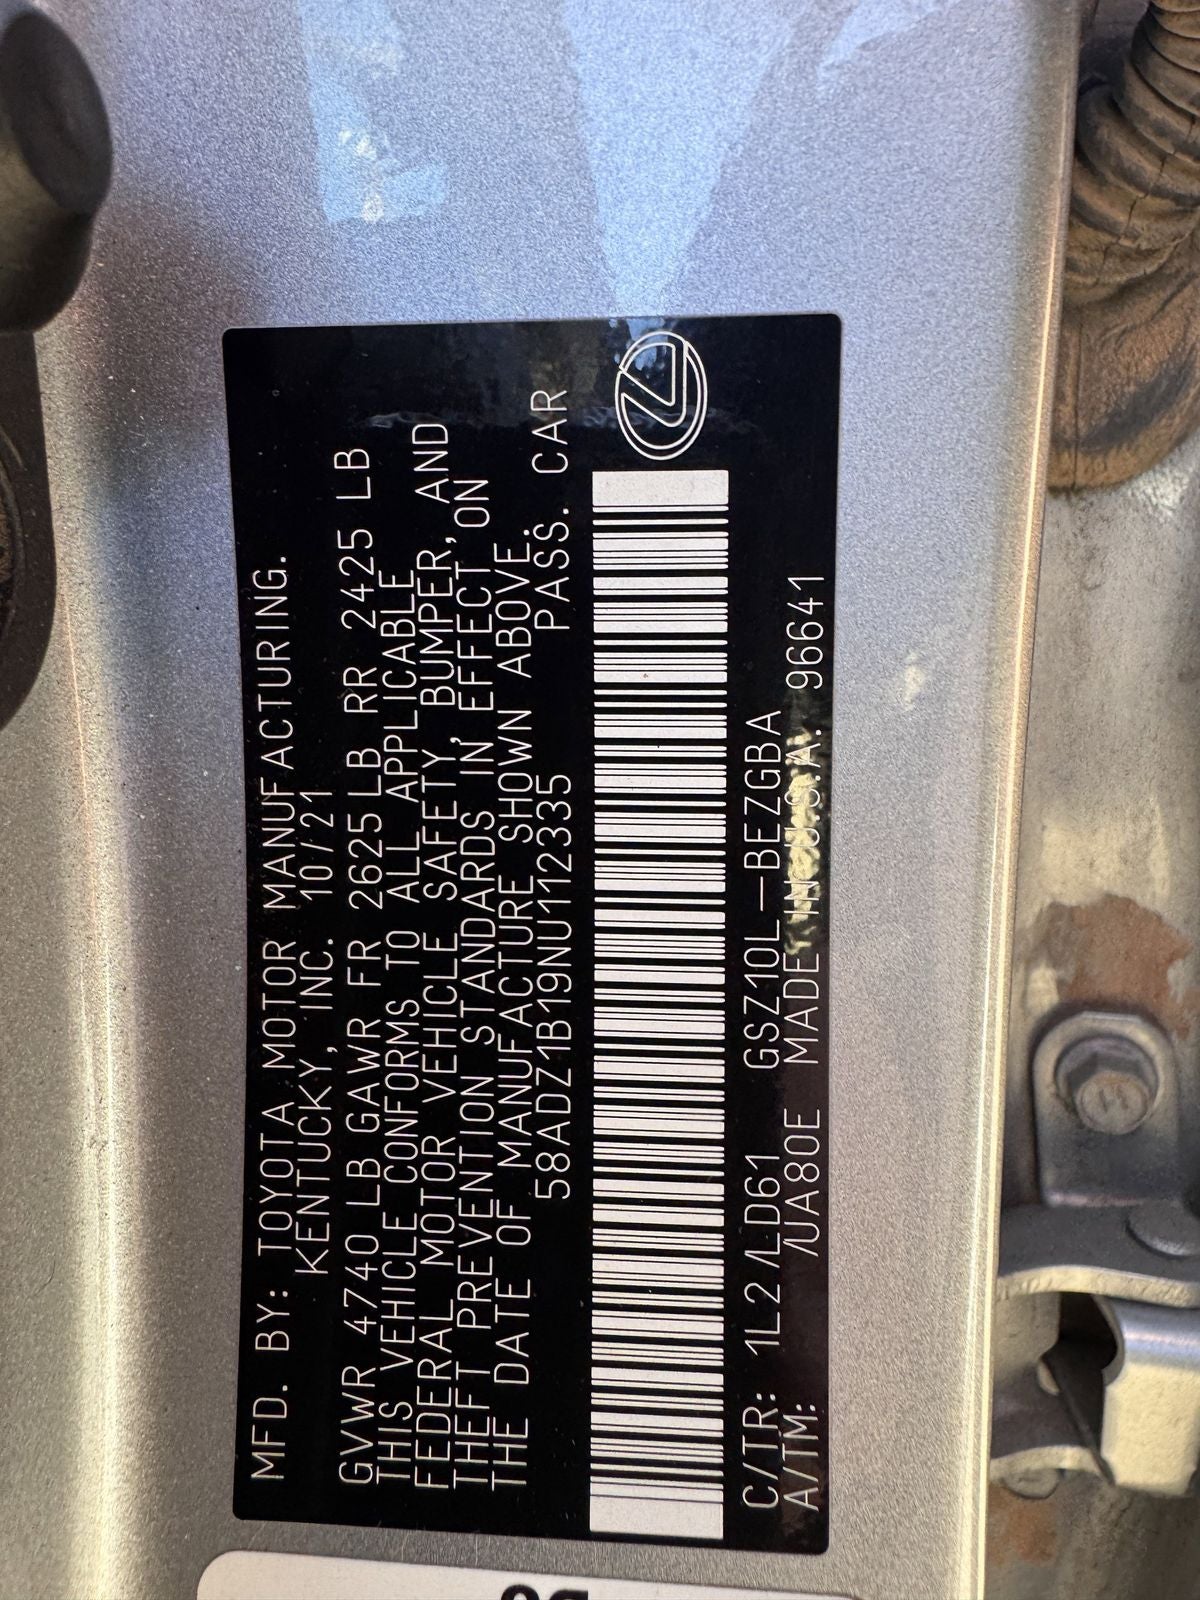 MFD. BY: TOYOTA MOTOR MANUFACTURING.
KENTUCKY, INC. 10/21
GVWR 4740 LB GAWR FR 2625 LB RR 2425 LB
THIS VEHICLE CONFORMS TO ALL APPLICABLE
FEDERAL MOTOR VEHICLE SAFETY, BUMPER, AND
THEFT PREVENTION STANDARDS IN EFFECT ON
THE DATE OF MANUFACTURE SHOWN ABOVE.
58ADZ1B19NU112335 PASS. CAR
C/TR: 1L2/LD61 GSZ10L-BEZGBA
A/TM: /UA80E MADE IN U.S.A. 96641